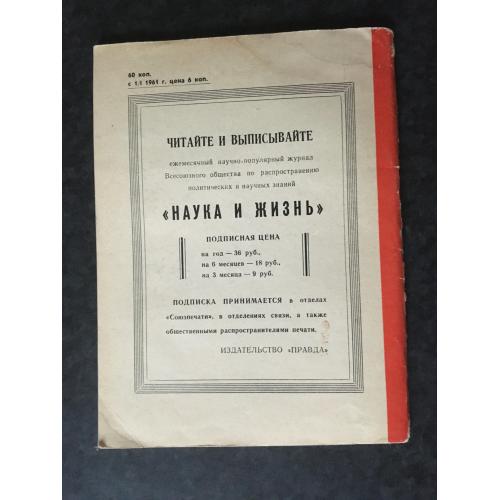 60 коп.
с 1/I 1961 г. цена 6 коп.
ЧИТАЙТЕ И ВЫПИСЫВАЙТЕ
ежемесячный научно-популярный журнал
Всесоюзного общества по распространению
политических и научных знаний
«НАУКА И ЖИЗНЬ»
ПОДПИСНАЯ ЦЕНА
на год — 36 руб.,
на 6 месяцев — 18 руб.,
на 3 месяца — 9 руб.
ПОДПИСКА ПРИНИМАЕТСЯ в отделах
«Союзпечати», в отделениях связи, а также
общественными распространителями печати.
ИЗДАТЕЛЬСТВО «ПРАВДА»